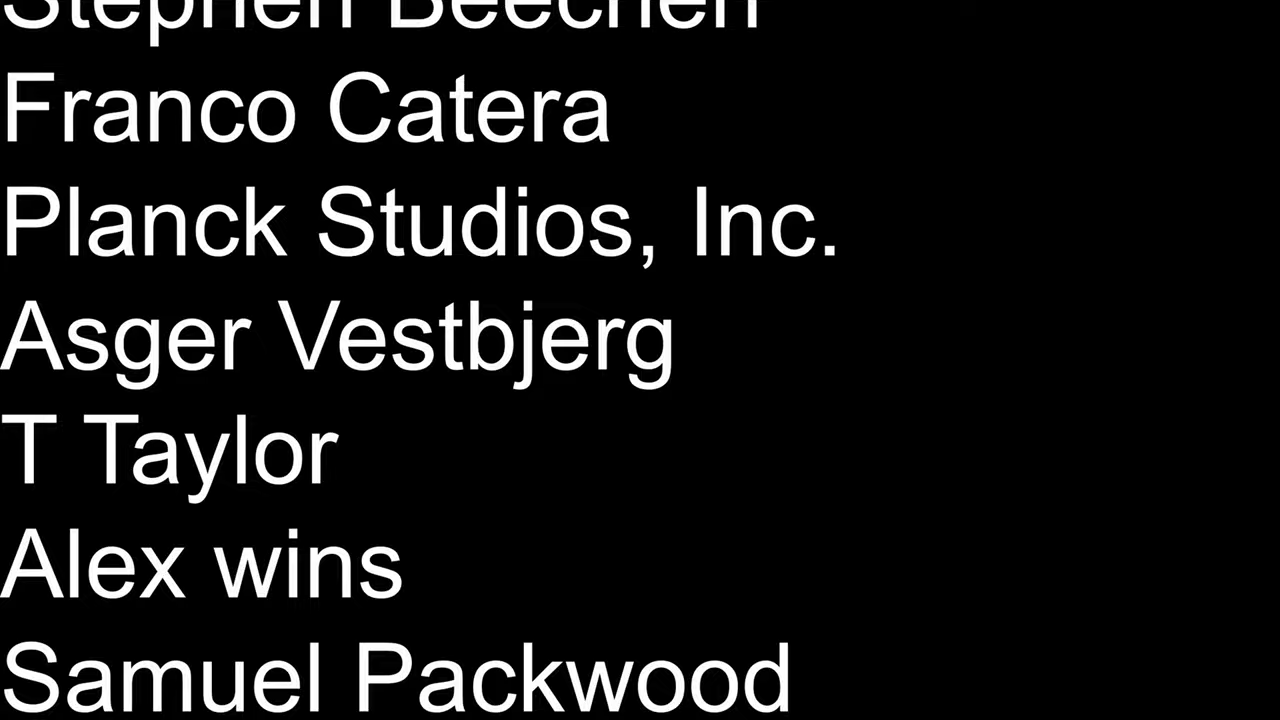 Stephen Beechen
Franco Catera
Planck Studios, Inc.
Asger Vestbjerg
T Taylor
Alex wins
Samuel Packwood